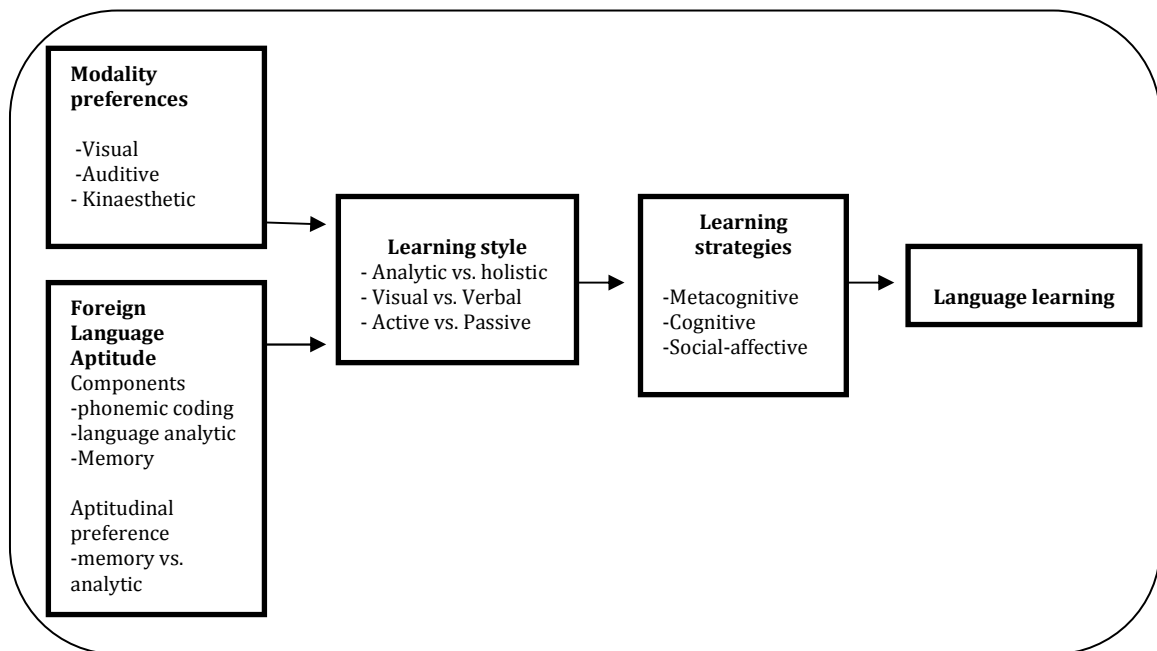 Modality
preferences
-Visual
-Auditive
- Kinaesthetic
Foreign
Language
Aptitude
Components
-phonemic coding
-language analytic
-Memory
Aptitudinal
preference
-memory vs.
analytic
Learning style
- Analytic vs. holistic
- Visual vs. Verbal
- Active vs. Passive
Learning
strategies
-Metacognitive
-Cognitive
-Social-affective
Language learning